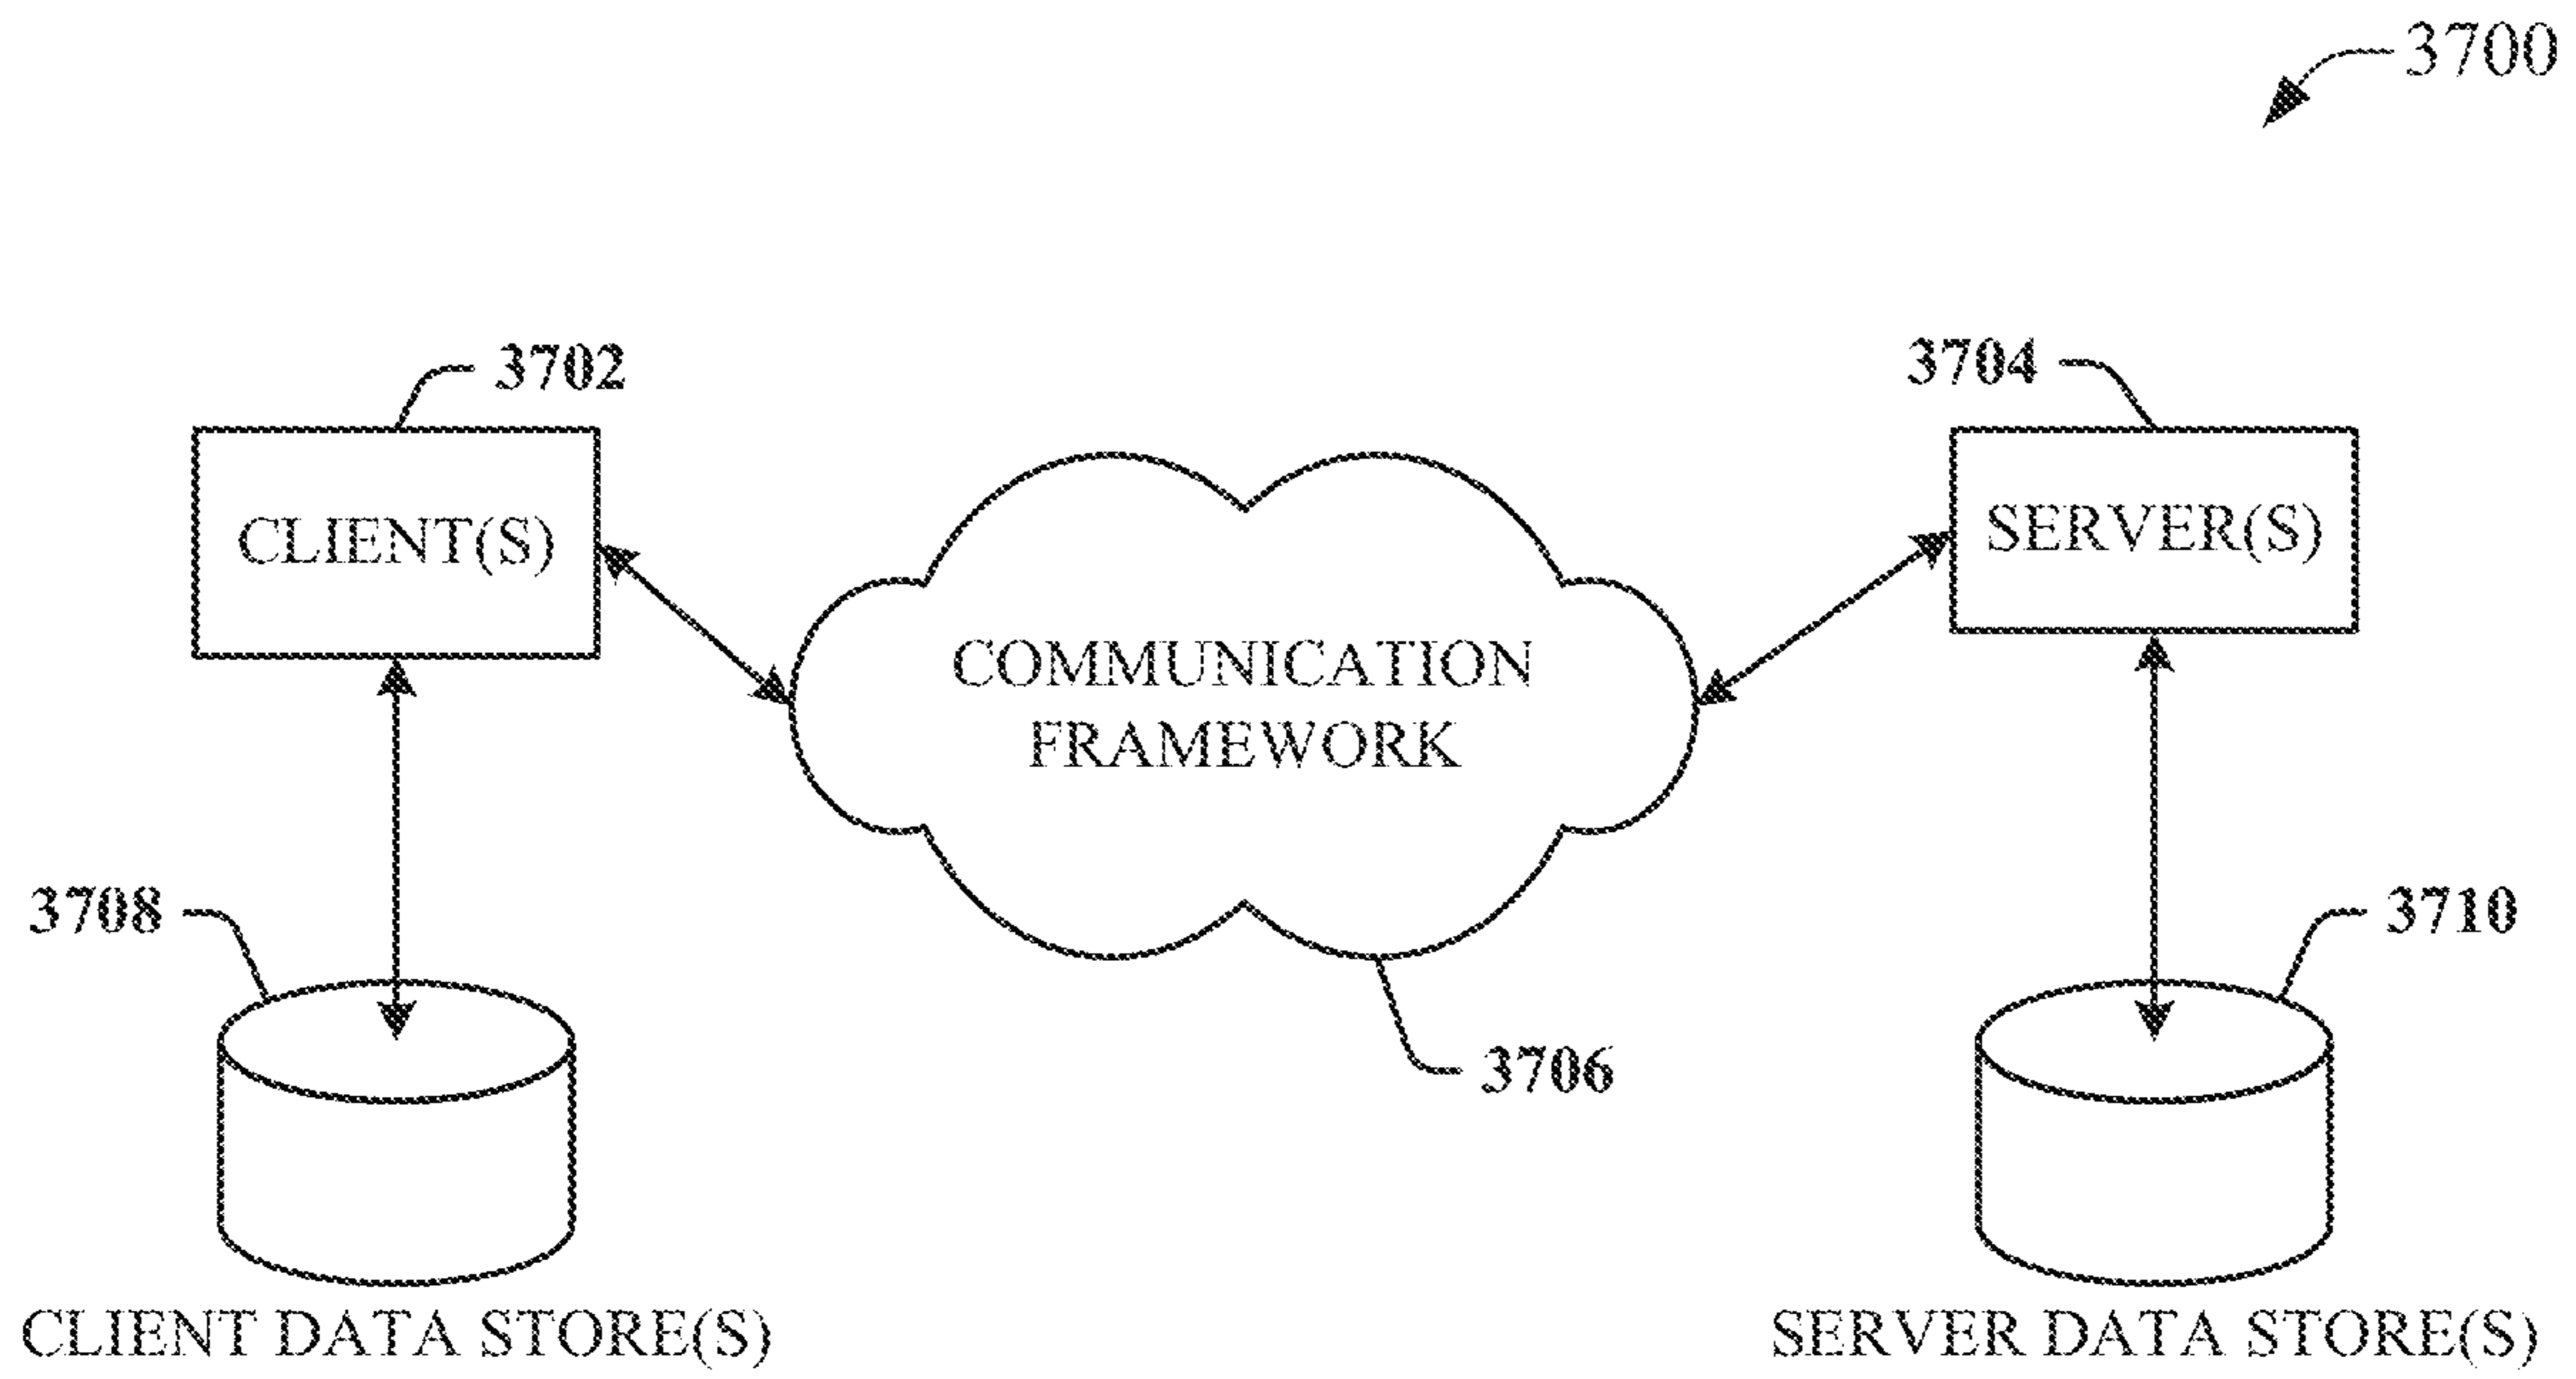 3700
3702
3704
CLIENT(S)
SERVER(S)
COMMUNICATION
FRAMEWORK
3708
3710
3706
CLIENT DATA STORE(S)
SERVER DATA STORE(S)